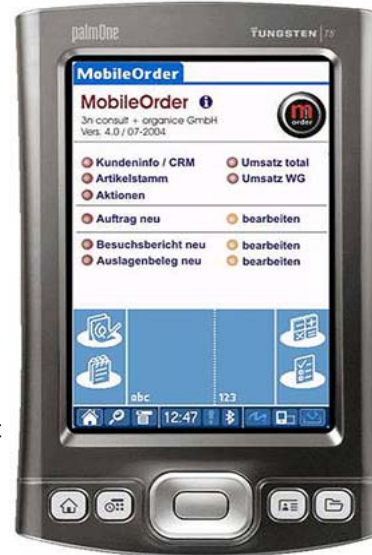 palmOne TUNGSTEN | T5
MobileOrder
MobileOrder i
3n consult + organice GmbH
Vers. 4.0 / 07-2004
m
order
Kundeninfo / CRM Umsatz total
Artikelstamm Umsatz WG
Aktionen
Auftrag neu bearbeiten
Besuchsbericht neu bearbeiten
Auslagenbeleg neu bearbeiten
abc 123
12:47